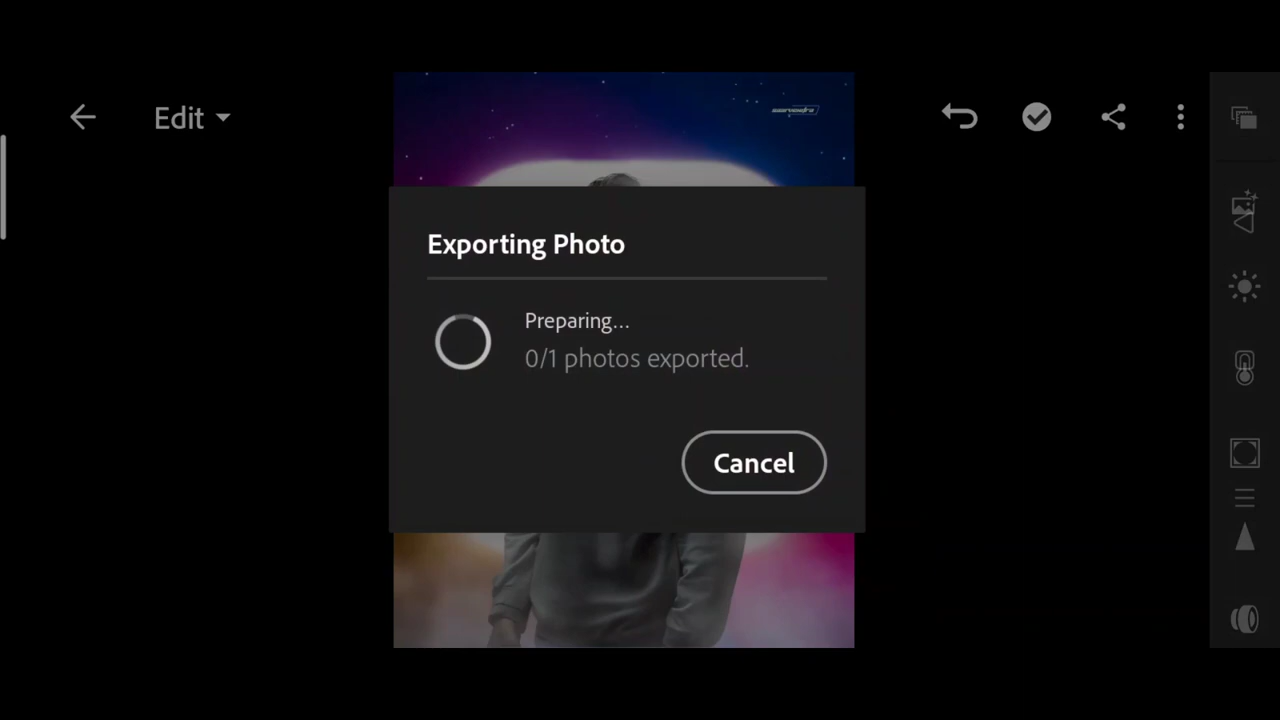 Edit
Exporting Photo
Preparing...
0/1 photos exported.
Cancel